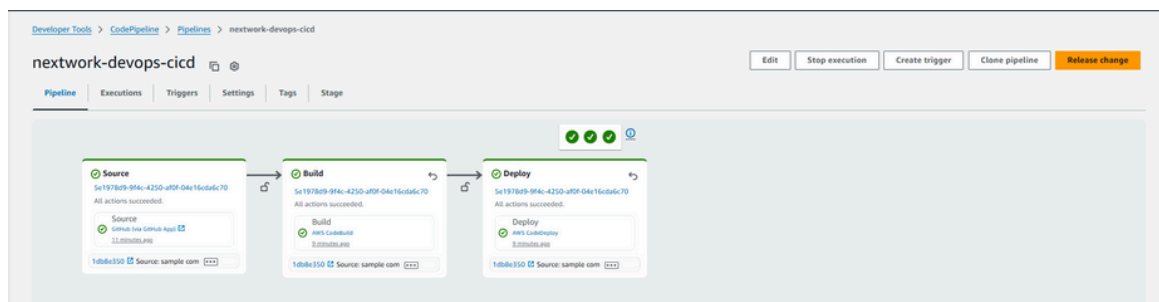 Developer Tools > CodePipeline > Pipelines > nextwork-devops-cicd
nextwork-devops-cicd
Edit Stop execution Create trigger Clone pipeline Release change
Pipeline Executions Triggers Settings Tags Stage
Source
5e1978d9-9f4c-4250-af0f-04e16cda6c70
All actions succeeded.
Source
GitHub (via GitHub App)
11 minutes ago
1db8e350 Source: sample com
Build
5e1978d9-9f4c-4250-af0f-04e16cda6c70
All actions succeeded.
Build
AWS CodeBuild
9 minutes ago
1db8e350 Source: sample com
Deploy
5e1978d9-9f4c-4250-af0f-04e16cda6c70
All actions succeeded.
Deploy
AWS CodeDeploy
9 minutes ago
1db8e350 Source: sample com